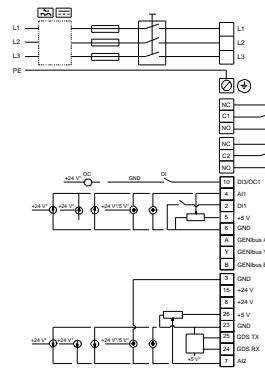 L1
L1
L2
L2
L3
L3
PE
NC
C1
NO
NC
C2
NO
+24 V* OC GND DI
10 DI3/OC1
4 AI1
2 DI1
+24 V* +24 V* +24 V*/5 V*
5 +5 V
6 GND
A GENIbus A
Y GENIbus Y
B GENIbus B
3 GND
15 +24 V
8 +24 V
26 +5 V
23 GND
+24 V* +24 V* +24 V*/5 V*
25 GDS TX
24 GDS RX
+5 V*
7 AI2